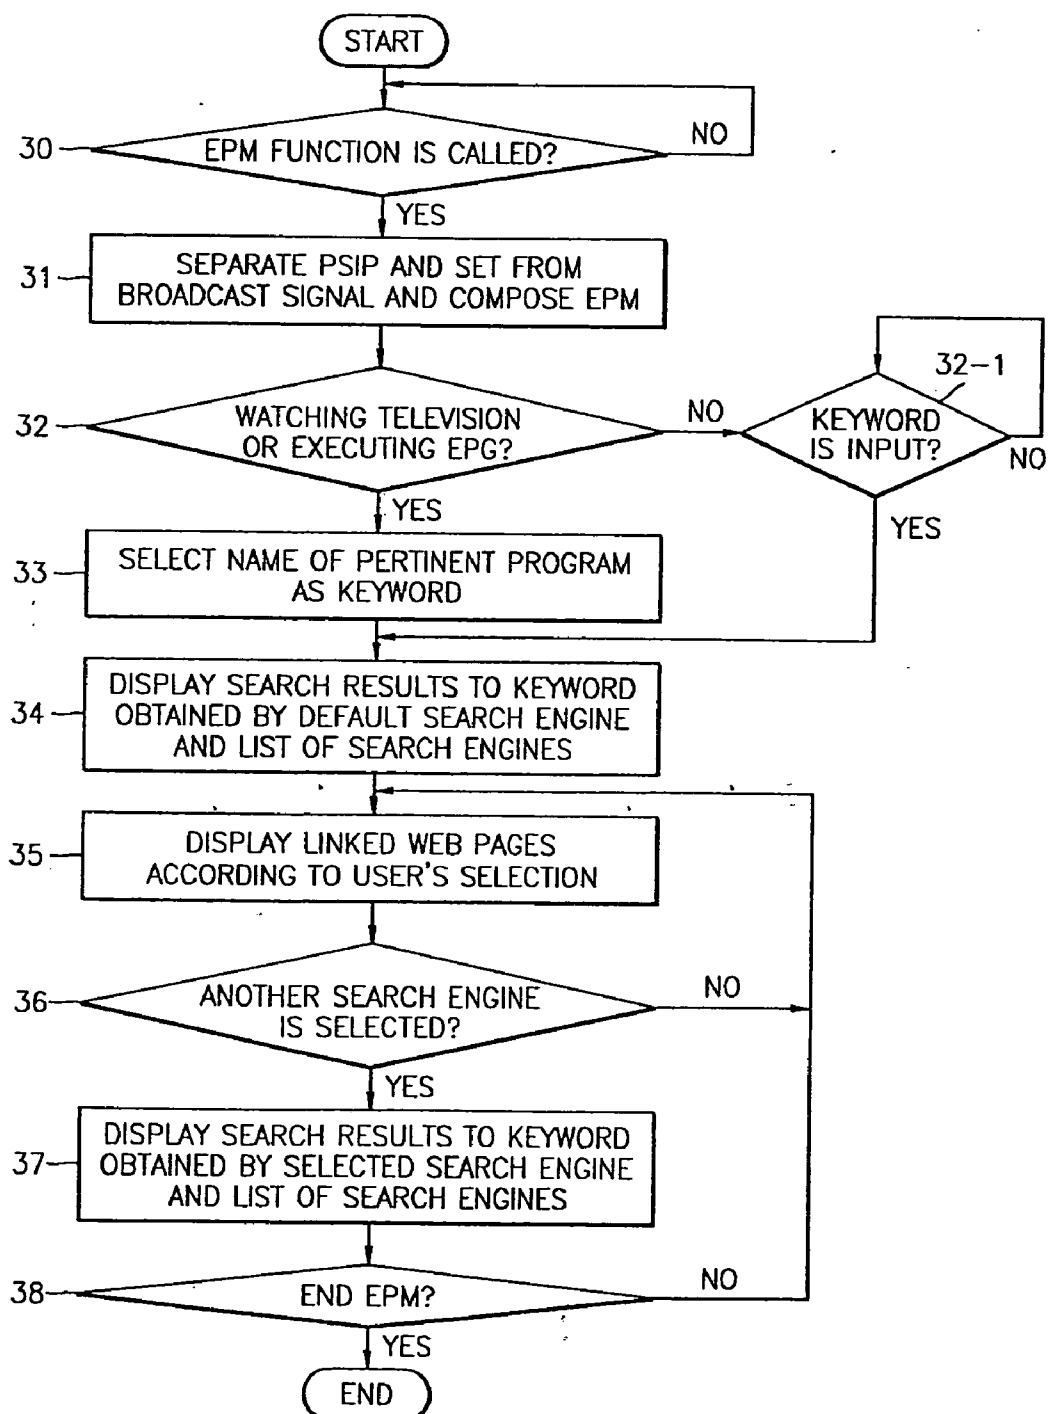 START
NO
30
EPM FUNCTION IS CALLED?
YES
31
SEPARATE PSIP AND SET FROM
BROADCAST SIGNAL AND COMPOSE EPM
32-1
32
WATCHING TELEVISION
OR EXECUTING EPG?
NO
KEYWORD
IS INPUT?
NO
YES
YES
33
SELECT NAME OF PERTINENT PROGRAM
AS KEYWORD
34
DISPLAY SEARCH RESULTS TO KEYWORD
OBTAINED BY DEFAULT SEARCH ENGINE
AND LIST OF SEARCH ENGINES
35
DISPLAY LINKED WEB PAGES
ACCORDING TO USER'S SELECTION
36
ANOTHER SEARCH ENGINE
IS SELECTED?
NO
YES
37
DISPLAY SEARCH RESULTS TO KEYWORD
OBTAINED BY SELECTED SEARCH ENGINE
AND LIST OF SEARCH ENGINES
38
END EPM?
NO
YES
END